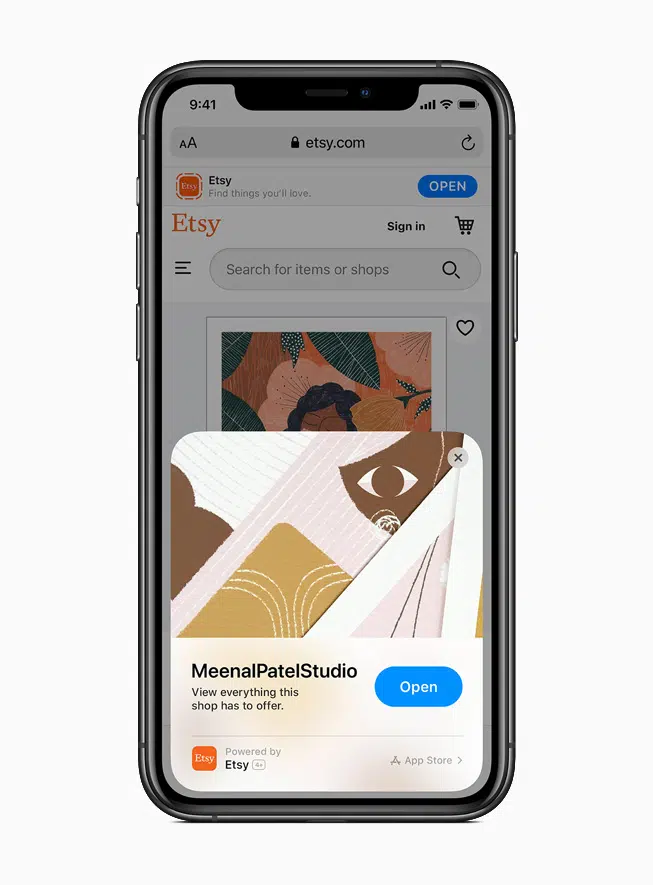 9:41
AA
etsy.com
Etsy
Etsy
Find things you'll love.
OPEN
Etsy
Sign in
Search for items or shops
MeenalPatelStudio
View everything this
shop has to offer.
Open
Etsy
Powered by
Etsy 4+
App Store